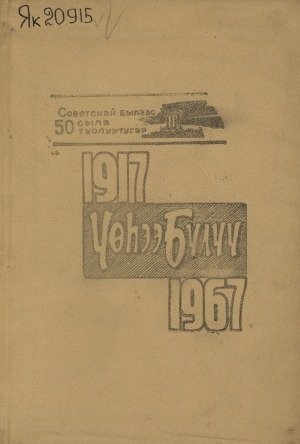 Як 20915
Советскай былаас
50 сыла
туолуутугар
1917
Үөһээ Бүлүү
1967